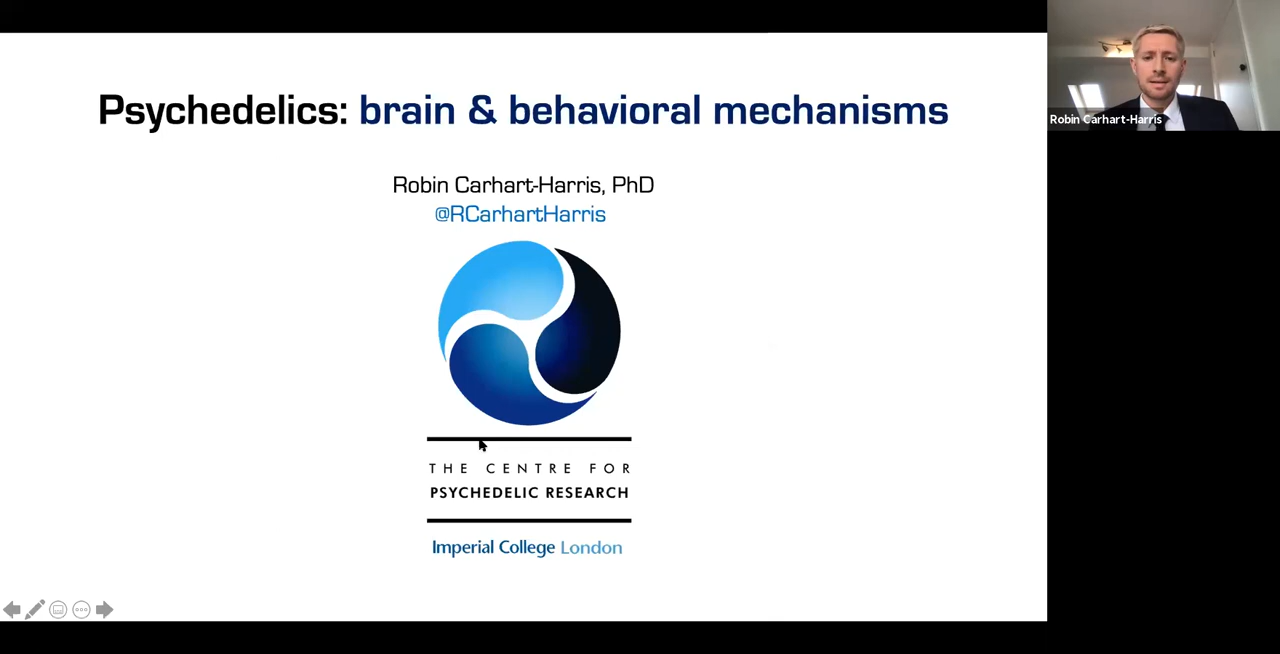 Psychedelics: brain & behavioral mechanisms
Robin Carhart-Harris, PhD
@RCarhartHarris
THE CENTRE FOR
PSYCHEDELIC RESEARCH
Imperial College London
Robin Carhart-Harris